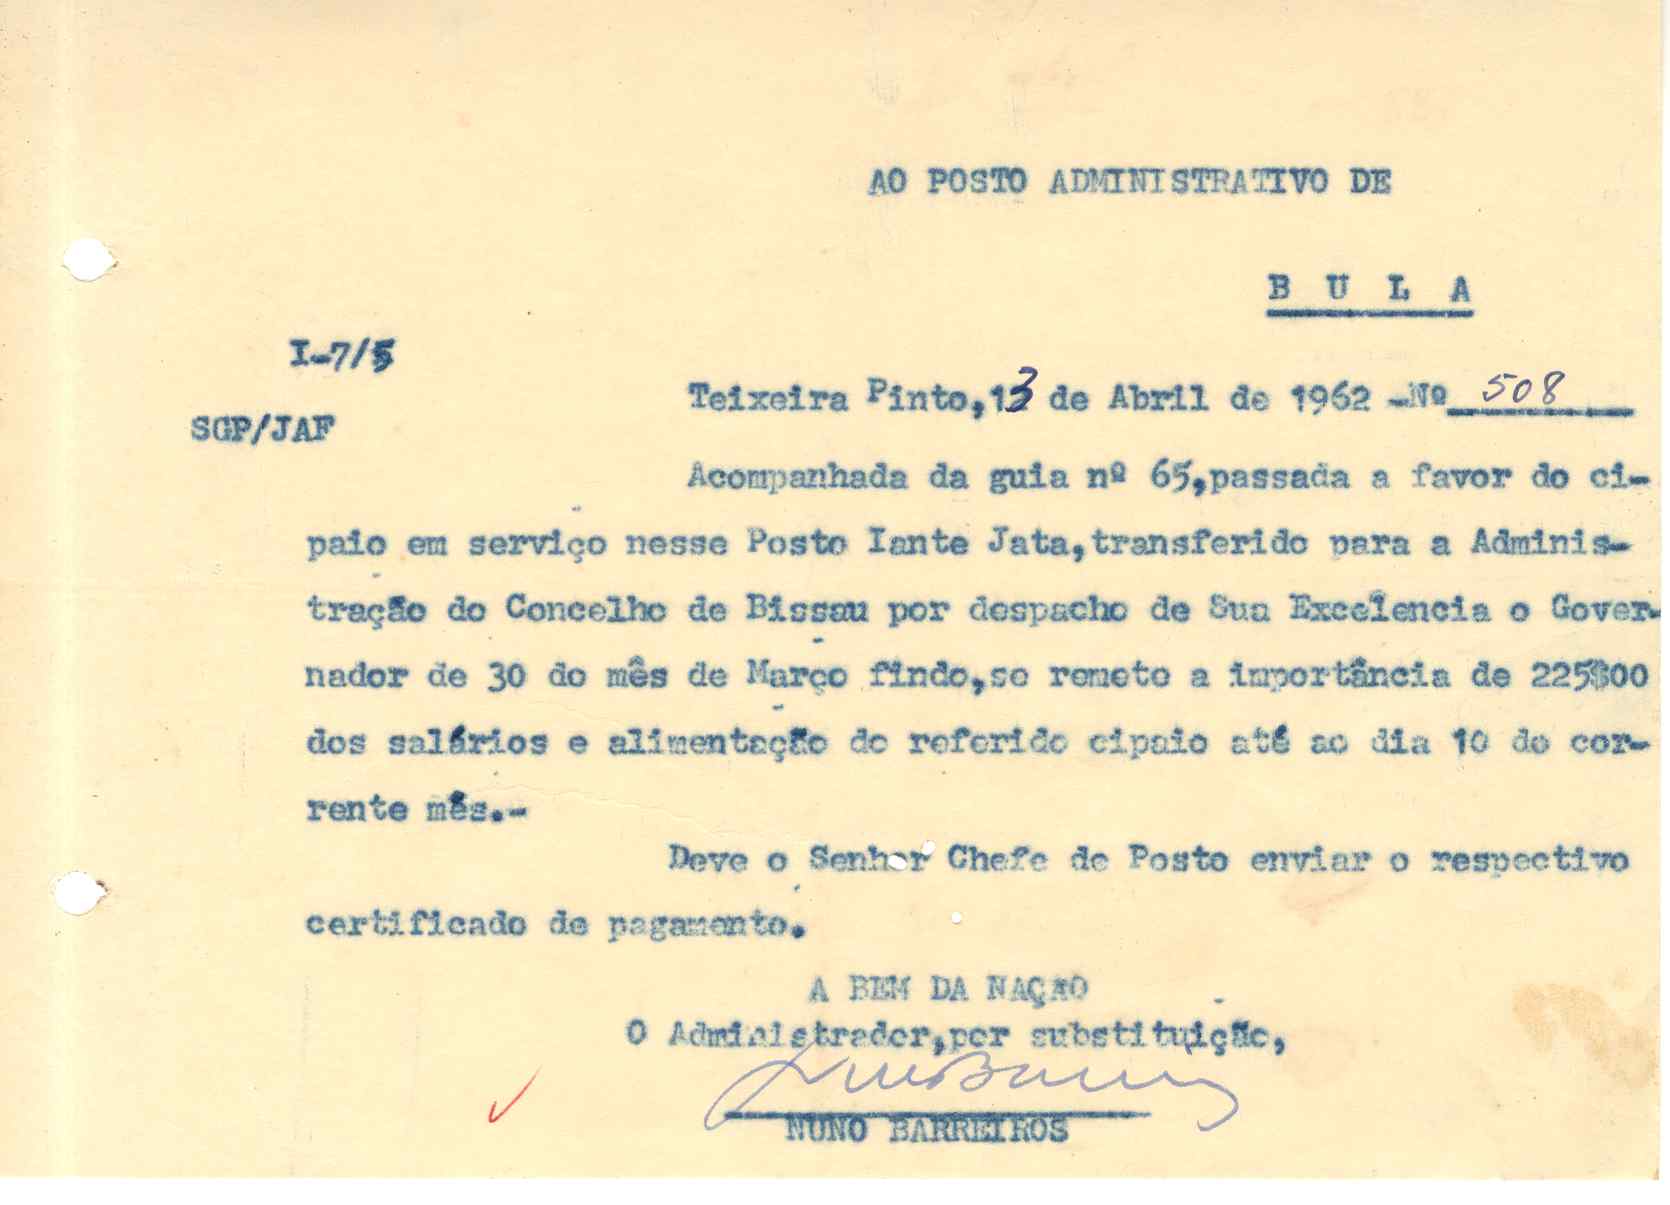 AO POSTO ADMINISTRATIVO DE
B U L A
I-7/5
Teixeira Pinto,13 de Abril de 1962 -Nº 508
SGP/JAF
Acompanhada da guia nº 65,passada a favor do ci-
paio em serviço nesse Posto Iante Jata,transferido para a Adminis-
tração do Concelho de Bissau por despacho de Sua Excelencia o Gover-
nador de 30 do mês de Março findo,se remete a importância de 225$00
dos salários e alimentação do referido cipaio até ao dia 10 do cor-
rente mês.-
Deve o Senhor Chefe de Posto enviar o respectivo
certificado de pagamento.
A BEM DA NAÇAO
O Administrador,por substituição,
Nuno Barreiros
NUNO BARREIROS